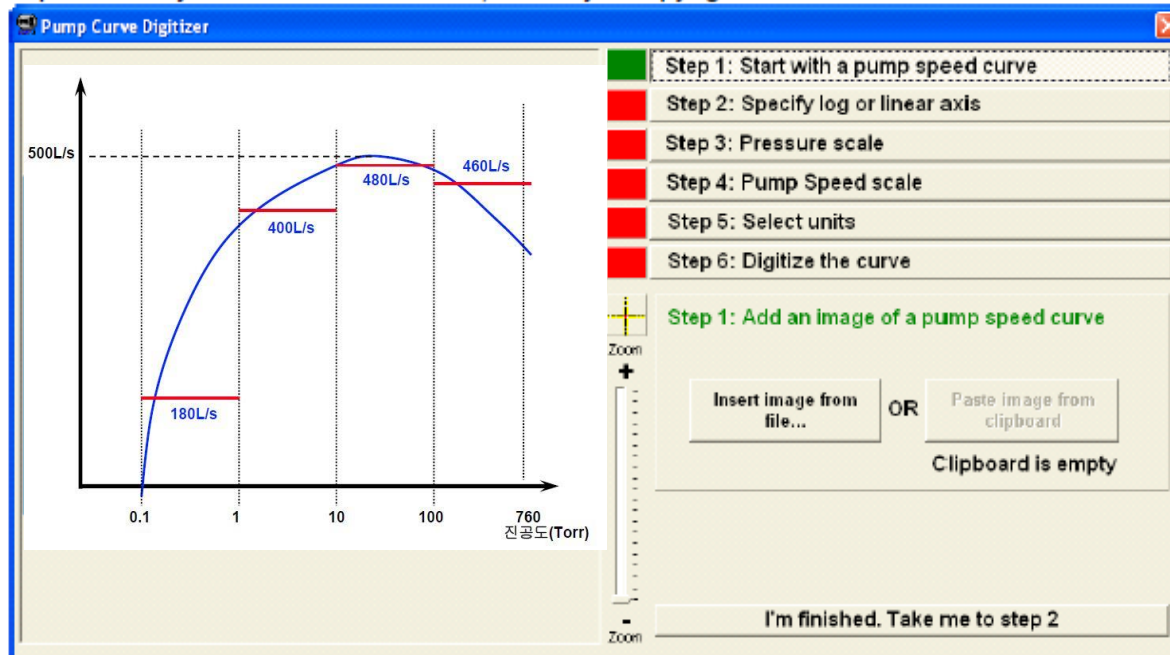 Pump Curve Digitizer
500L/s
180L/s
400L/s
480L/s
460L/s
0.1
1
10
100
760
진공도(Torr)
Step 1: Start with a pump speed curve
Step 2: Specify log or linear axis
Step 3: Pressure scale
Step 4: Pump Speed scale
Step 5: Select units
Step 6: Digitize the curve
Step 1: Add an image of a pump speed curve
Zoom
+
Insert image from
file...
OR
Paste image from
clipboard
Clipboard is empty
-
Zoom
I'm finished. Take me to step 2